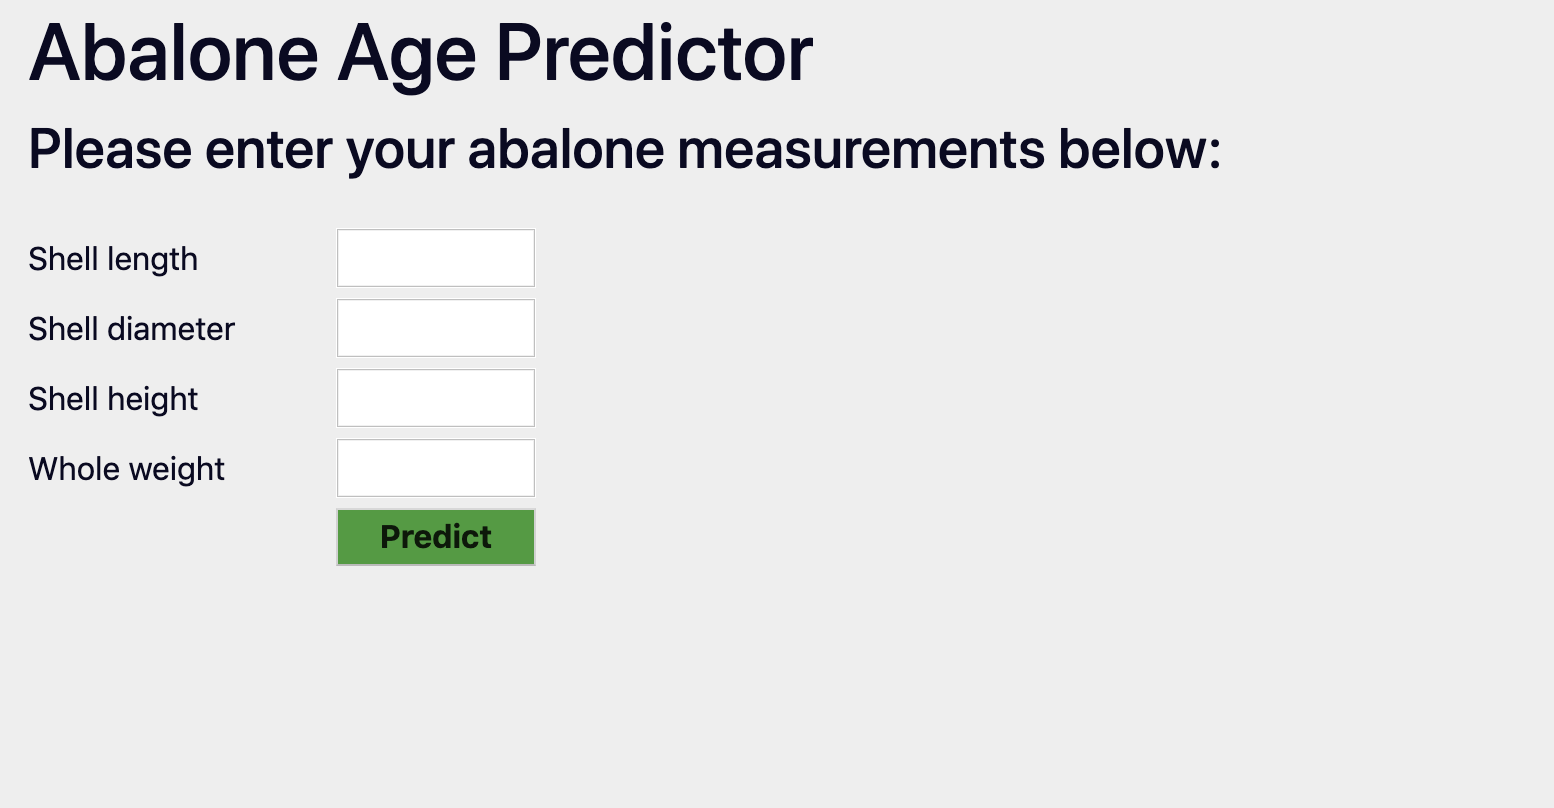 Abalone Age Predictor
Please enter your abalone measurements below:
Shell length
Shell diameter
Shell height
Whole weight
Predict